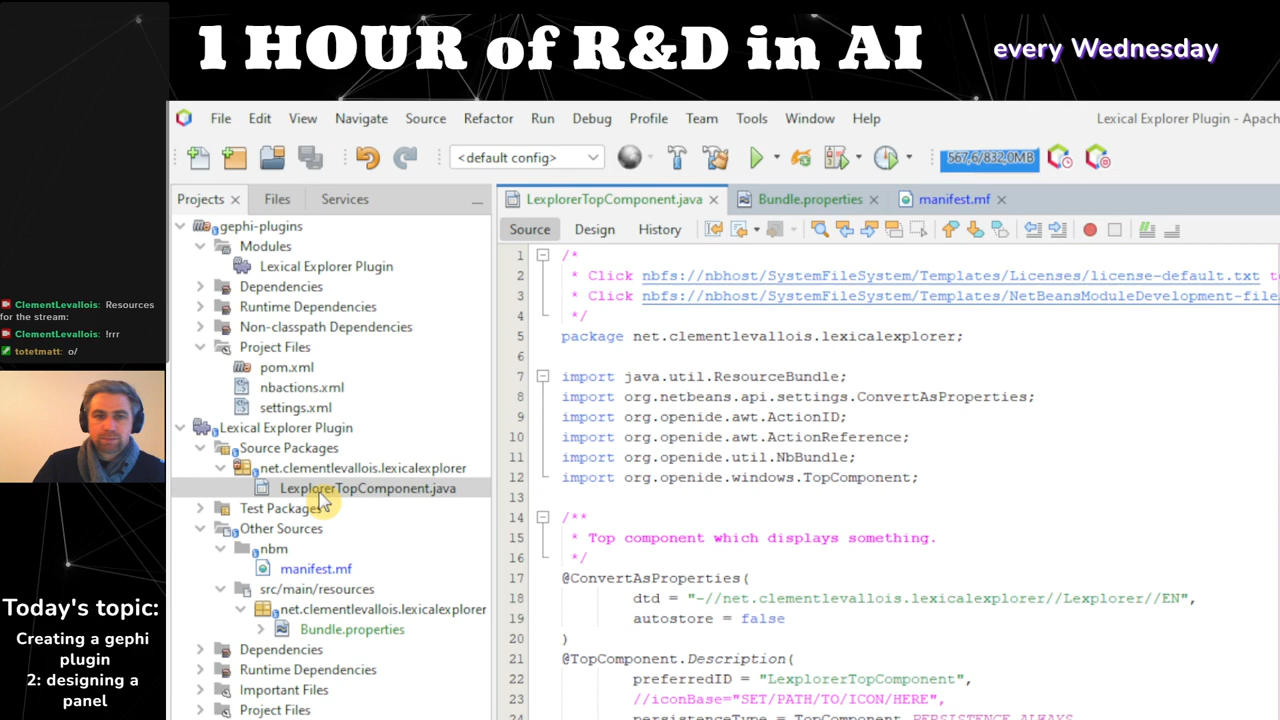 1 HOUR of R&D in AI
every Wednesday
File Edit View Navigate Source Refactor Run Debug Profile Team Tools Window Help
Lexical Explorer Plugin - Apach
<default config>
567,6/832,0MB
Projects
Files
Services
LexplorerTopComponent.java
Bundle.properties
manifest.mf
Source
Design
History
gephi-plugins
Modules
Lexical Explorer Plugin
Dependencies
Runtime Dependencies
Non-classpath Dependencies
Project Files
pom.xml
nbactions.xml
settings.xml
Lexical Explorer Plugin
Source Packages
net.clementlevallois.lexicalexplorer
LexplorerTopComponent.java
Test Packages
Other Sources
nbm
manifest.mf
src/main/resources
net.clementlevallois.lexicalexplorer
Bundle.properties
Dependencies
Runtime Dependencies
Important Files
Project Files
1 /*
2 * Click nbfs://nbhost/SystemFileSystem/Templates/Licenses/license-default.txt to
3 * Click nbfs://nbhost/SystemFileSystem/Templates/NetBeansModuleDevelopment-file
4 */
5 package net.clementlevallois.lexicalexplorer;
6
7 import java.util.ResourceBundle;
8 import org.netbeans.api.settings.ConvertAsProperties;
9 import org.openide.awt.ActionID;
10 import org.openide.awt.ActionReference;
11 import org.openide.util.NbBundle;
12 import org.openide.windows.TopComponent;
13
14 /**
15 * Top component which displays something.
16 */
17 @ConvertAsProperties(
18 dtd = "-//net.clementlevallois.lexicalexplorer//Lexplorer//EN",
19 autostore = false
20 )
21 @TopComponent.Description(
22 preferredID = "LexplorerTopComponent",
23 //iconBase="SET/PATH/TO/ICON/HERE",
24 persistenceType = TopComponent.PERSISTENCE_ALWAYS
ClementLevallois: Resources
for the stream:
ClementLevallois: !rrr
totetmatt: o/
Today's topic:
Creating a gephi
plugin
2: designing a
panel